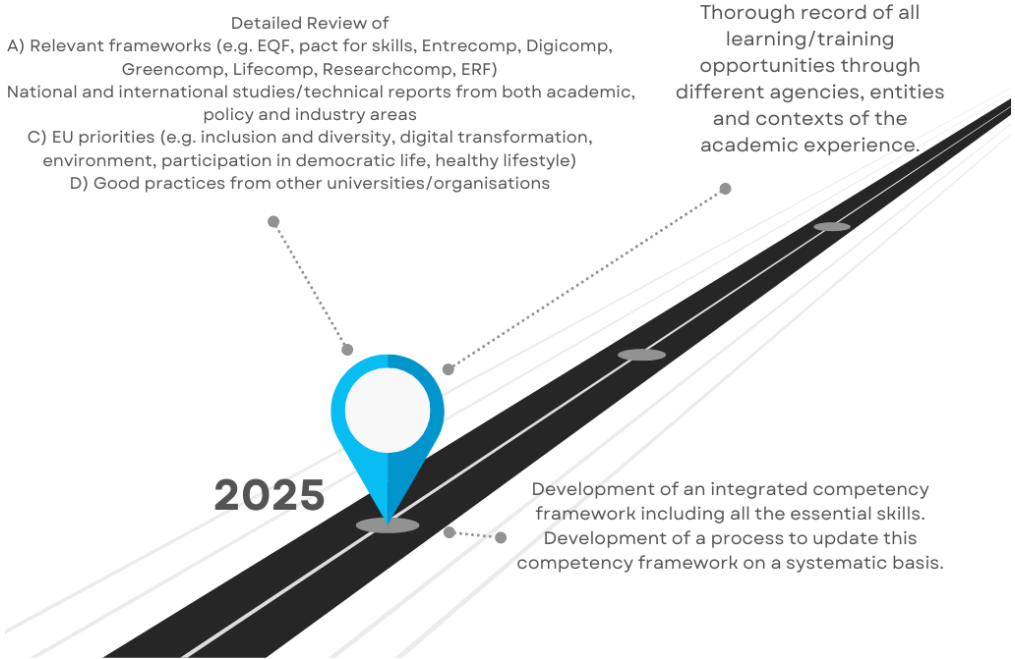 Detailed Review of
A) Relevant frameworks (e.g. EQF, pact for skills, Entrecomp, Digicomp,
Greencomp, Lifecomp, Researchcomp, ERF)
National and international studies/technical reports from both academic,
policy and industry areas
C) EU priorities (e.g. inclusion and diversity, digital transformation,
environment, participation in democratic life, healthy lifestyle)
D) Good practices from other universities/organisations
Thorough record of all
learning/training
opportunities through
different agencies, entities
and contexts of the
academic experience.
2025
Development of an integrated competency
framework including all the essential skills.
Development of a process to update this
competency framework on a systematic basis.